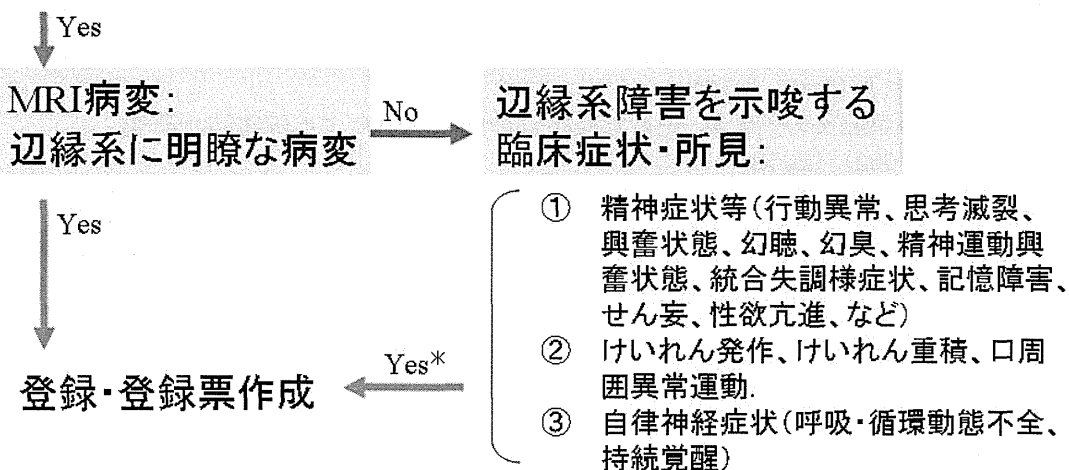 Yes
MRI病変:
辺縁系に明瞭な病変
No
辺縁系障害を示唆する
臨床症状・所見:
Yes
① 精神症状等(行動異常、思考滅裂、
興奮状態、幻聴、幻臭、精神運動興
奮状態、統合失調様症状、記憶障害、
せん妄、性欲亢進、など)
② けいれん発作、けいれん重積、口周
囲異常運動.
③ 自律神経症状(呼吸・循環動態不全、
持続覚醒)
Yes*
登録・登録票作成